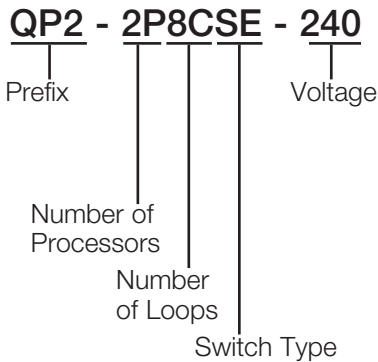 QP2 - 2P8CSE - 240
Prefix
Voltage
Number of
Processors
Number
of Loops
Switch Type